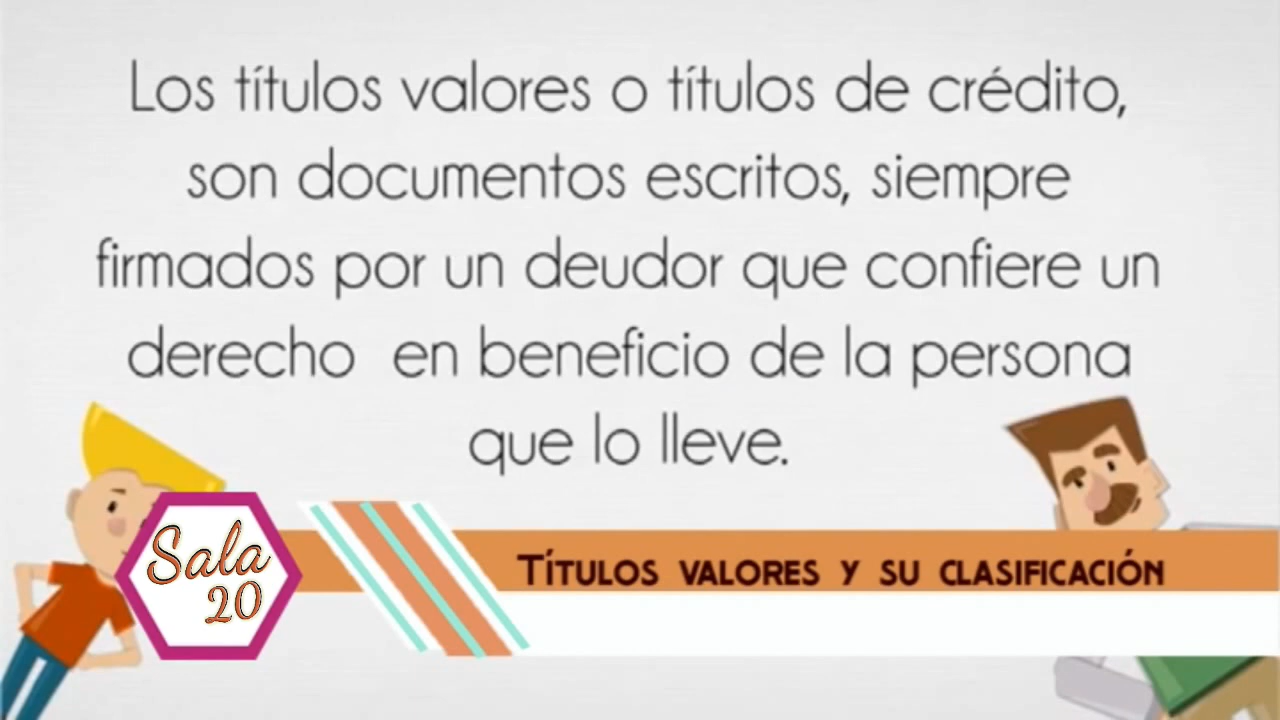 Los títulos valores o títulos de crédito,
son documentos escritos, siempre
firmados por un deudor que confiere un
derecho en beneficio de la persona
que lo lleve.
Sala
20
Títulos valores y su clasificación